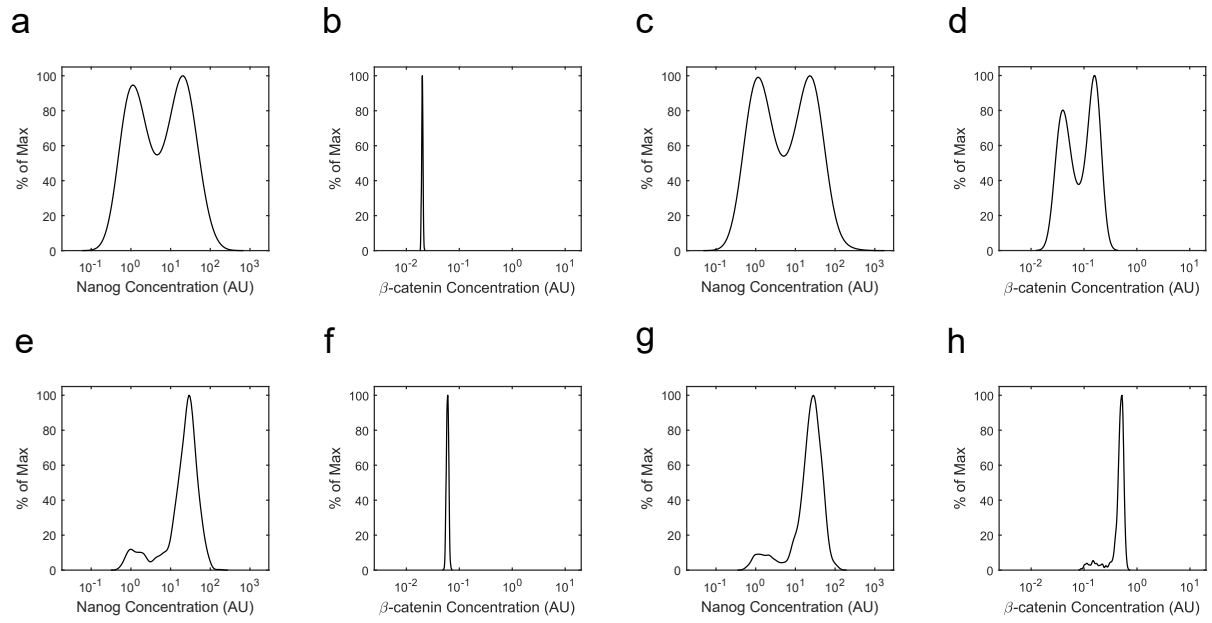 a
b
c
d
100
80
60
40
20
0
% of Max
10^-1 10^0 10^1 10^2 10^3
Nanog Concentration (AU)
100
80
60
40
20
0
% of Max
10^-2 10^-1 10^0 10^1
β-catenin Concentration (AU)
100
80
60
40
20
0
% of Max
10^-1 10^0 10^1 10^2 10^3
Nanog Concentration (AU)
100
80
60
40
20
0
% of Max
10^-2 10^-1 10^0 10^1
β-catenin Concentration (AU)
e
f
g
h
100
80
60
40
20
0
% of Max
10^-1 10^0 10^1 10^2 10^3
Nanog Concentration (AU)
100
80
60
40
20
0
% of Max
10^-2 10^-1 10^0 10^1
β-catenin Concentration (AU)
100
80
60
40
20
0
% of Max
10^-1 10^0 10^1 10^2 10^3
Nanog Concentration (AU)
100
80
60
40
20
0
% of Max
10^-2 10^-1 10^0 10^1
β-catenin Concentration (AU)